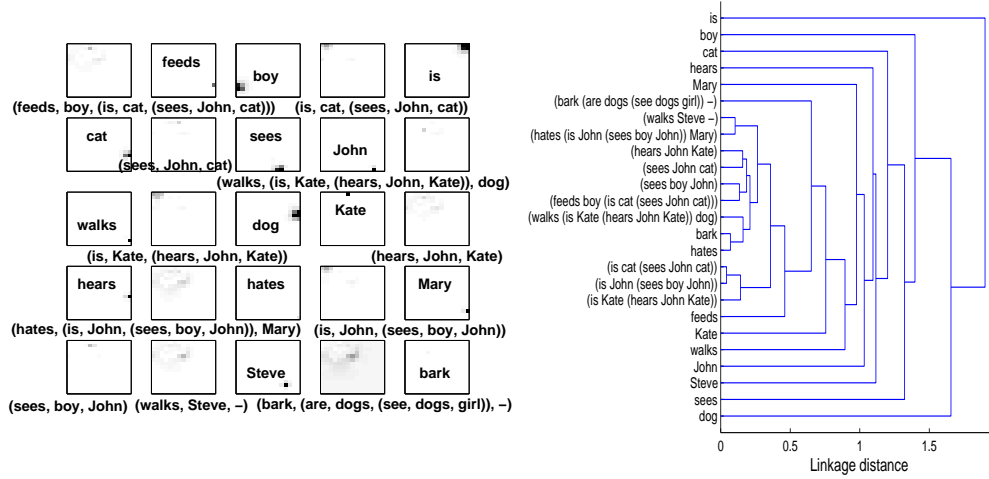 feeds
boy
is
(feeds, boy, (is, cat, (sees, John, cat)))
(is, cat, (sees, John, cat))
cat
sees
John
(sees, John, cat)
(walks, (is, Kate, (hears, John, Kate)), dog)
walks
dog
Kate
(is, Kate, (hears, John, Kate))
(hears, John, Kate)
hears
hates
Mary
(hates, (is, John, (sees, boy, John)), Mary)
(is, John, (sees, boy, John))
Steve
bark
(sees, boy, John)
(walks, Steve, −)
(bark, (are, dogs, (see, dogs, girl)), −)
is
boy
cat
hears
Mary
(bark (are dogs (see dogs girl)) −)
(walks Steve −)
(hates (is John (sees boy John)) Mary)
(hears John Kate)
(sees John cat)
(sees boy John)
(feeds boy (is cat (sees John cat)))
(walks (is Kate (hears John Kate)) dog)
bark
hates
(is cat (sees John cat))
(is John (sees boy John))
(is Kate (hears John Kate))
feeds
Kate
walks
John
Steve
sees
dog
0 0.5 1 1.5
Linkage distance